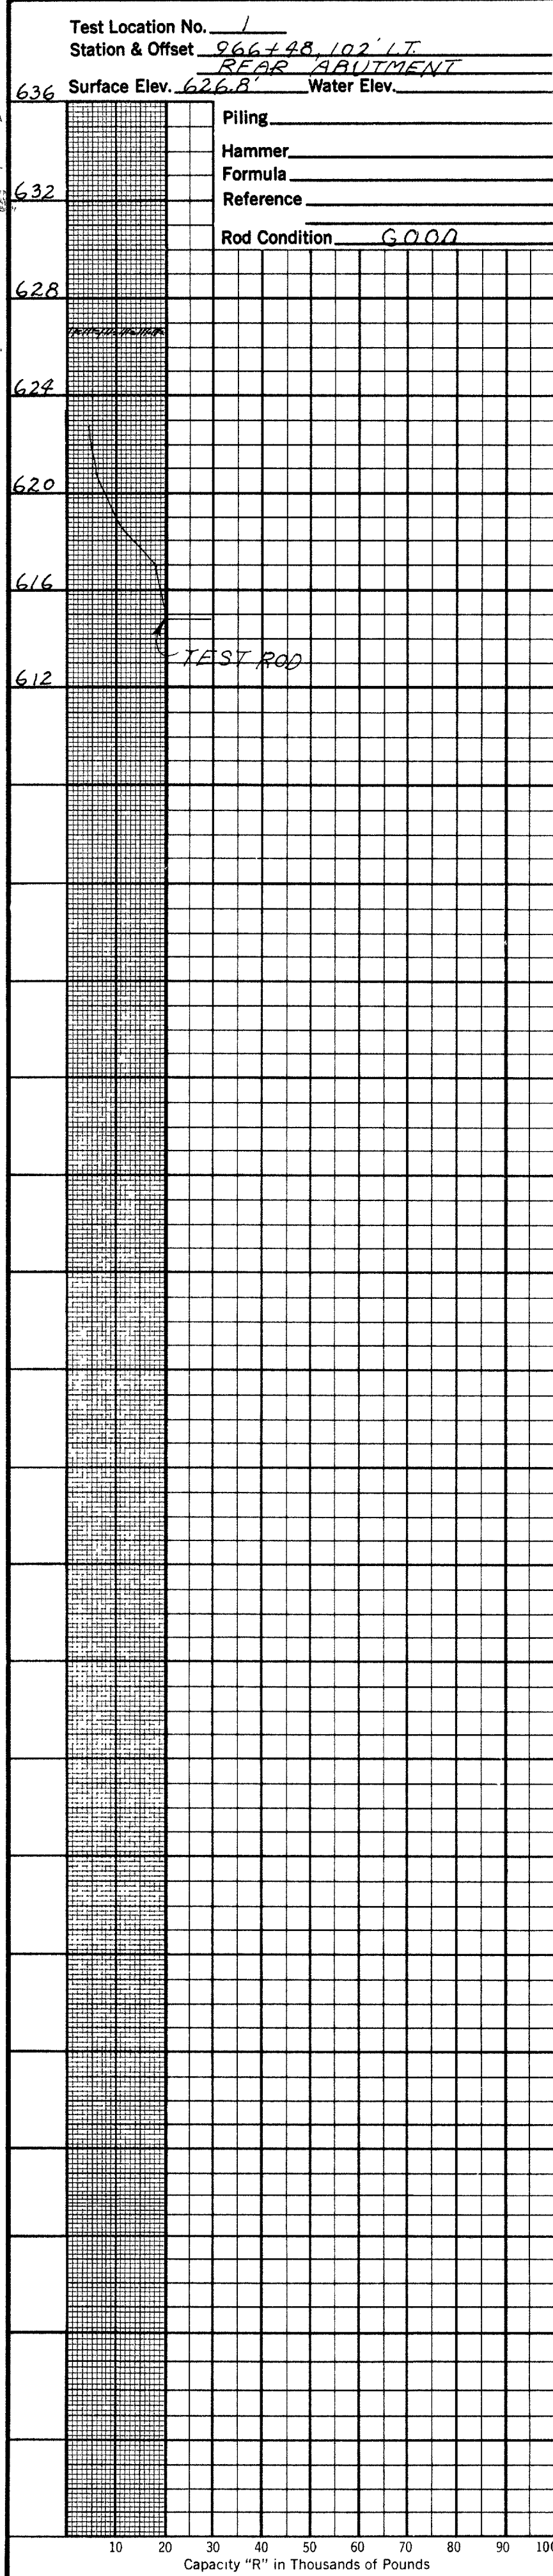 Test Location No. 1
Station & Offset 966+48, 102' LT.
REAR ABUTMENT
Surface Elev. 626.8' Water Elev.
636
Piling
Hammer
Formula
632
Reference
Rod Condition GOOD
628
624
620
616
TEST ROD
612
10 20 30 40 50 60 70 80 90 100
Capacity "R" in Thousands of Pounds